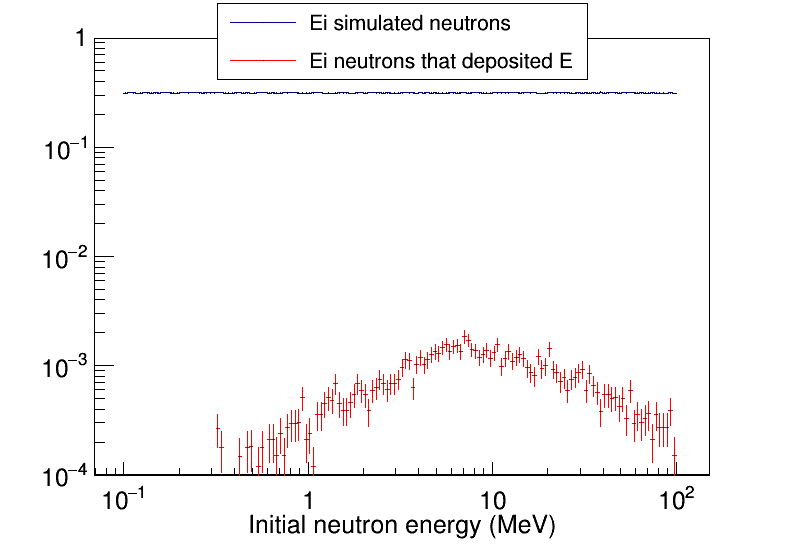 Ei simulated neutrons
Ei neutrons that deposited E
1
10⁻¹
10⁻²
10⁻³
10⁻⁴
10⁻¹ 1 10 10²
Initial neutron energy (MeV)